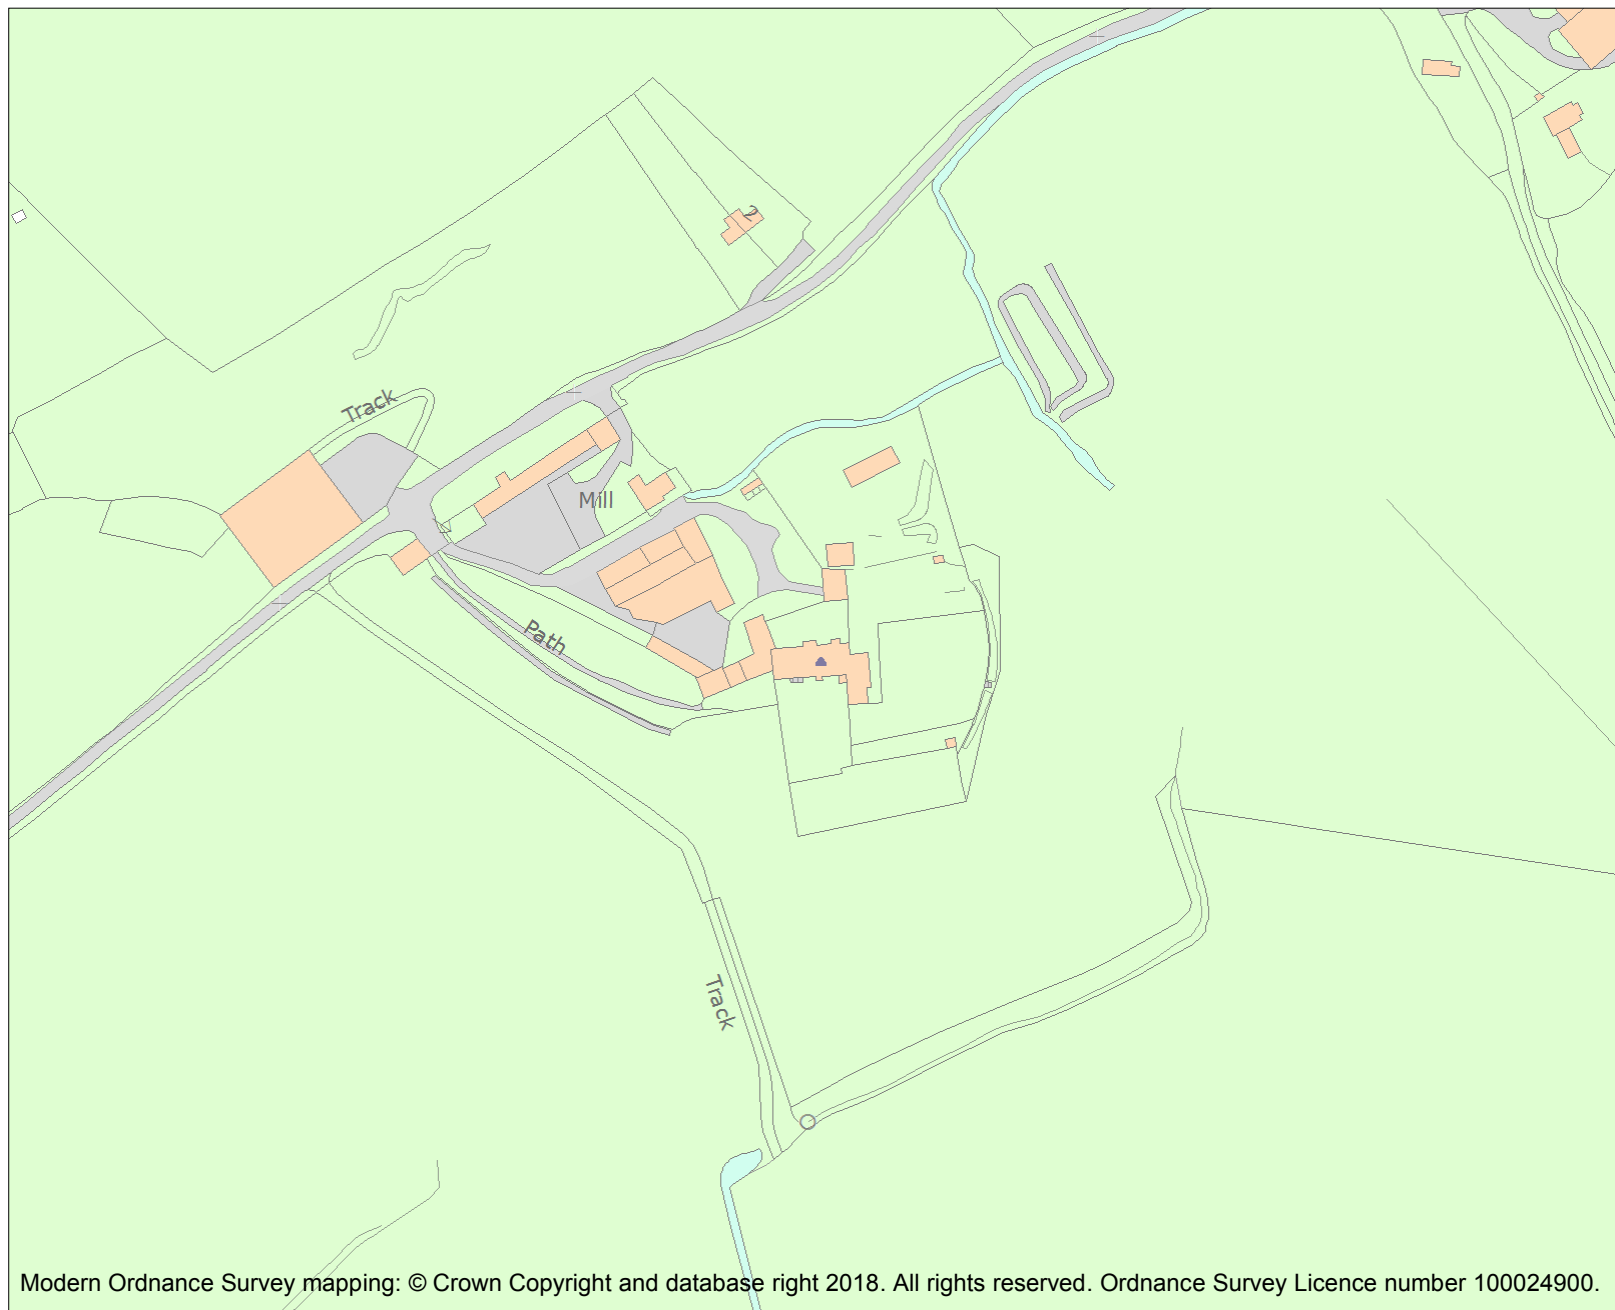 2
Track
Mill
Path
Track
Modern Ordnance Survey mapping: © Crown Copyright and database right 2018. All rights reserved. Ordnance Survey Licence number 100024900.